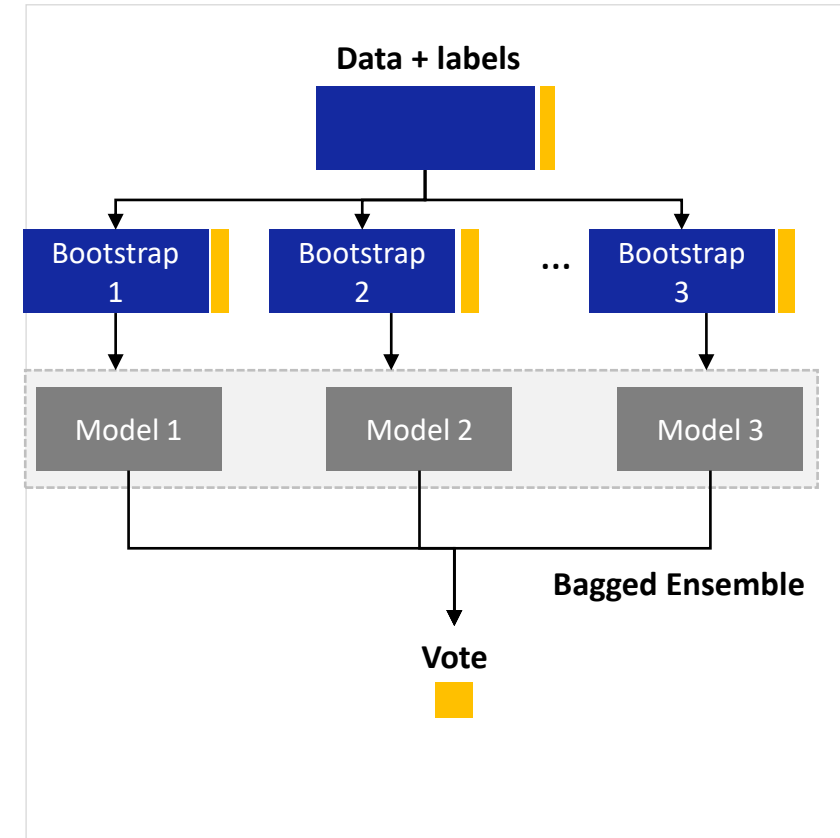 Data + labels
Bootstrap
1
Bootstrap
2
...
Bootstrap
3
Model 1
Model 2
Model 3
Bagged Ensemble
Vote